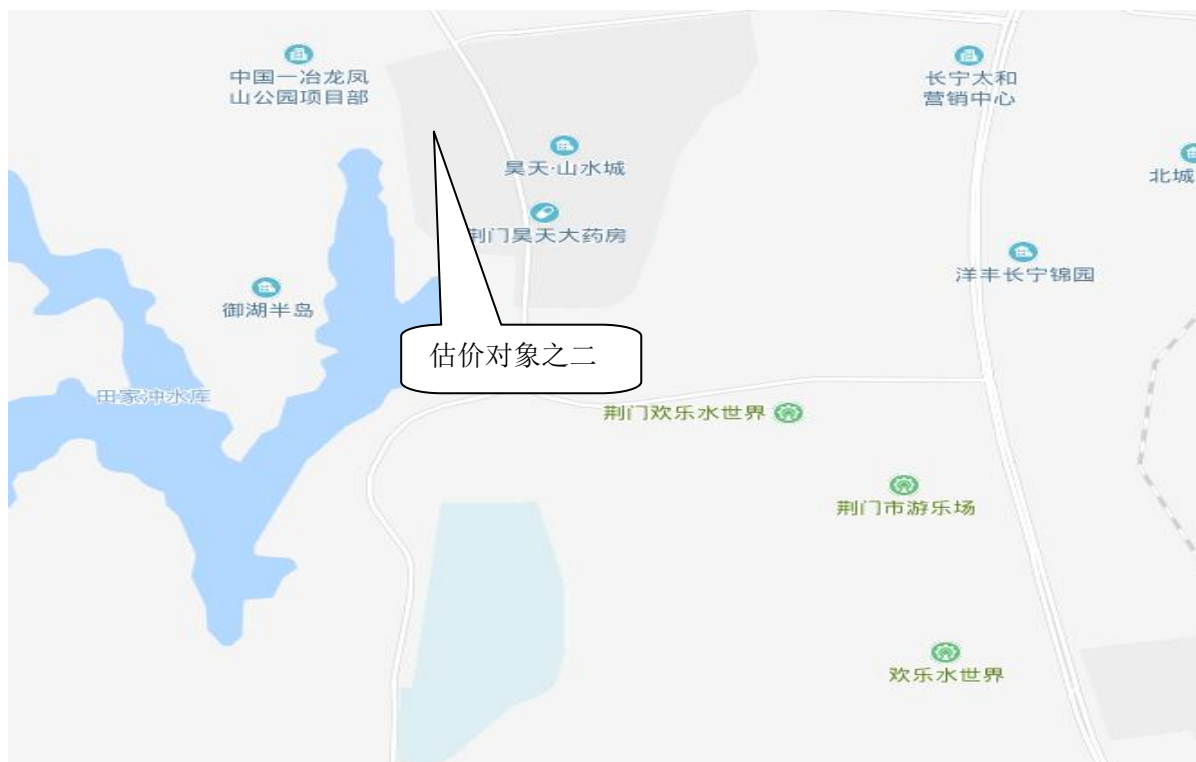 中国一冶龙凤
山公园项目部
长宁太和
营销中心
昊天·山水城
北城
荆门昊天大药房
洋丰长宁锦园
御湖半岛
估价对象之二
田家冲水库
荆门欢乐水世界
荆门市游乐场
欢乐水世界